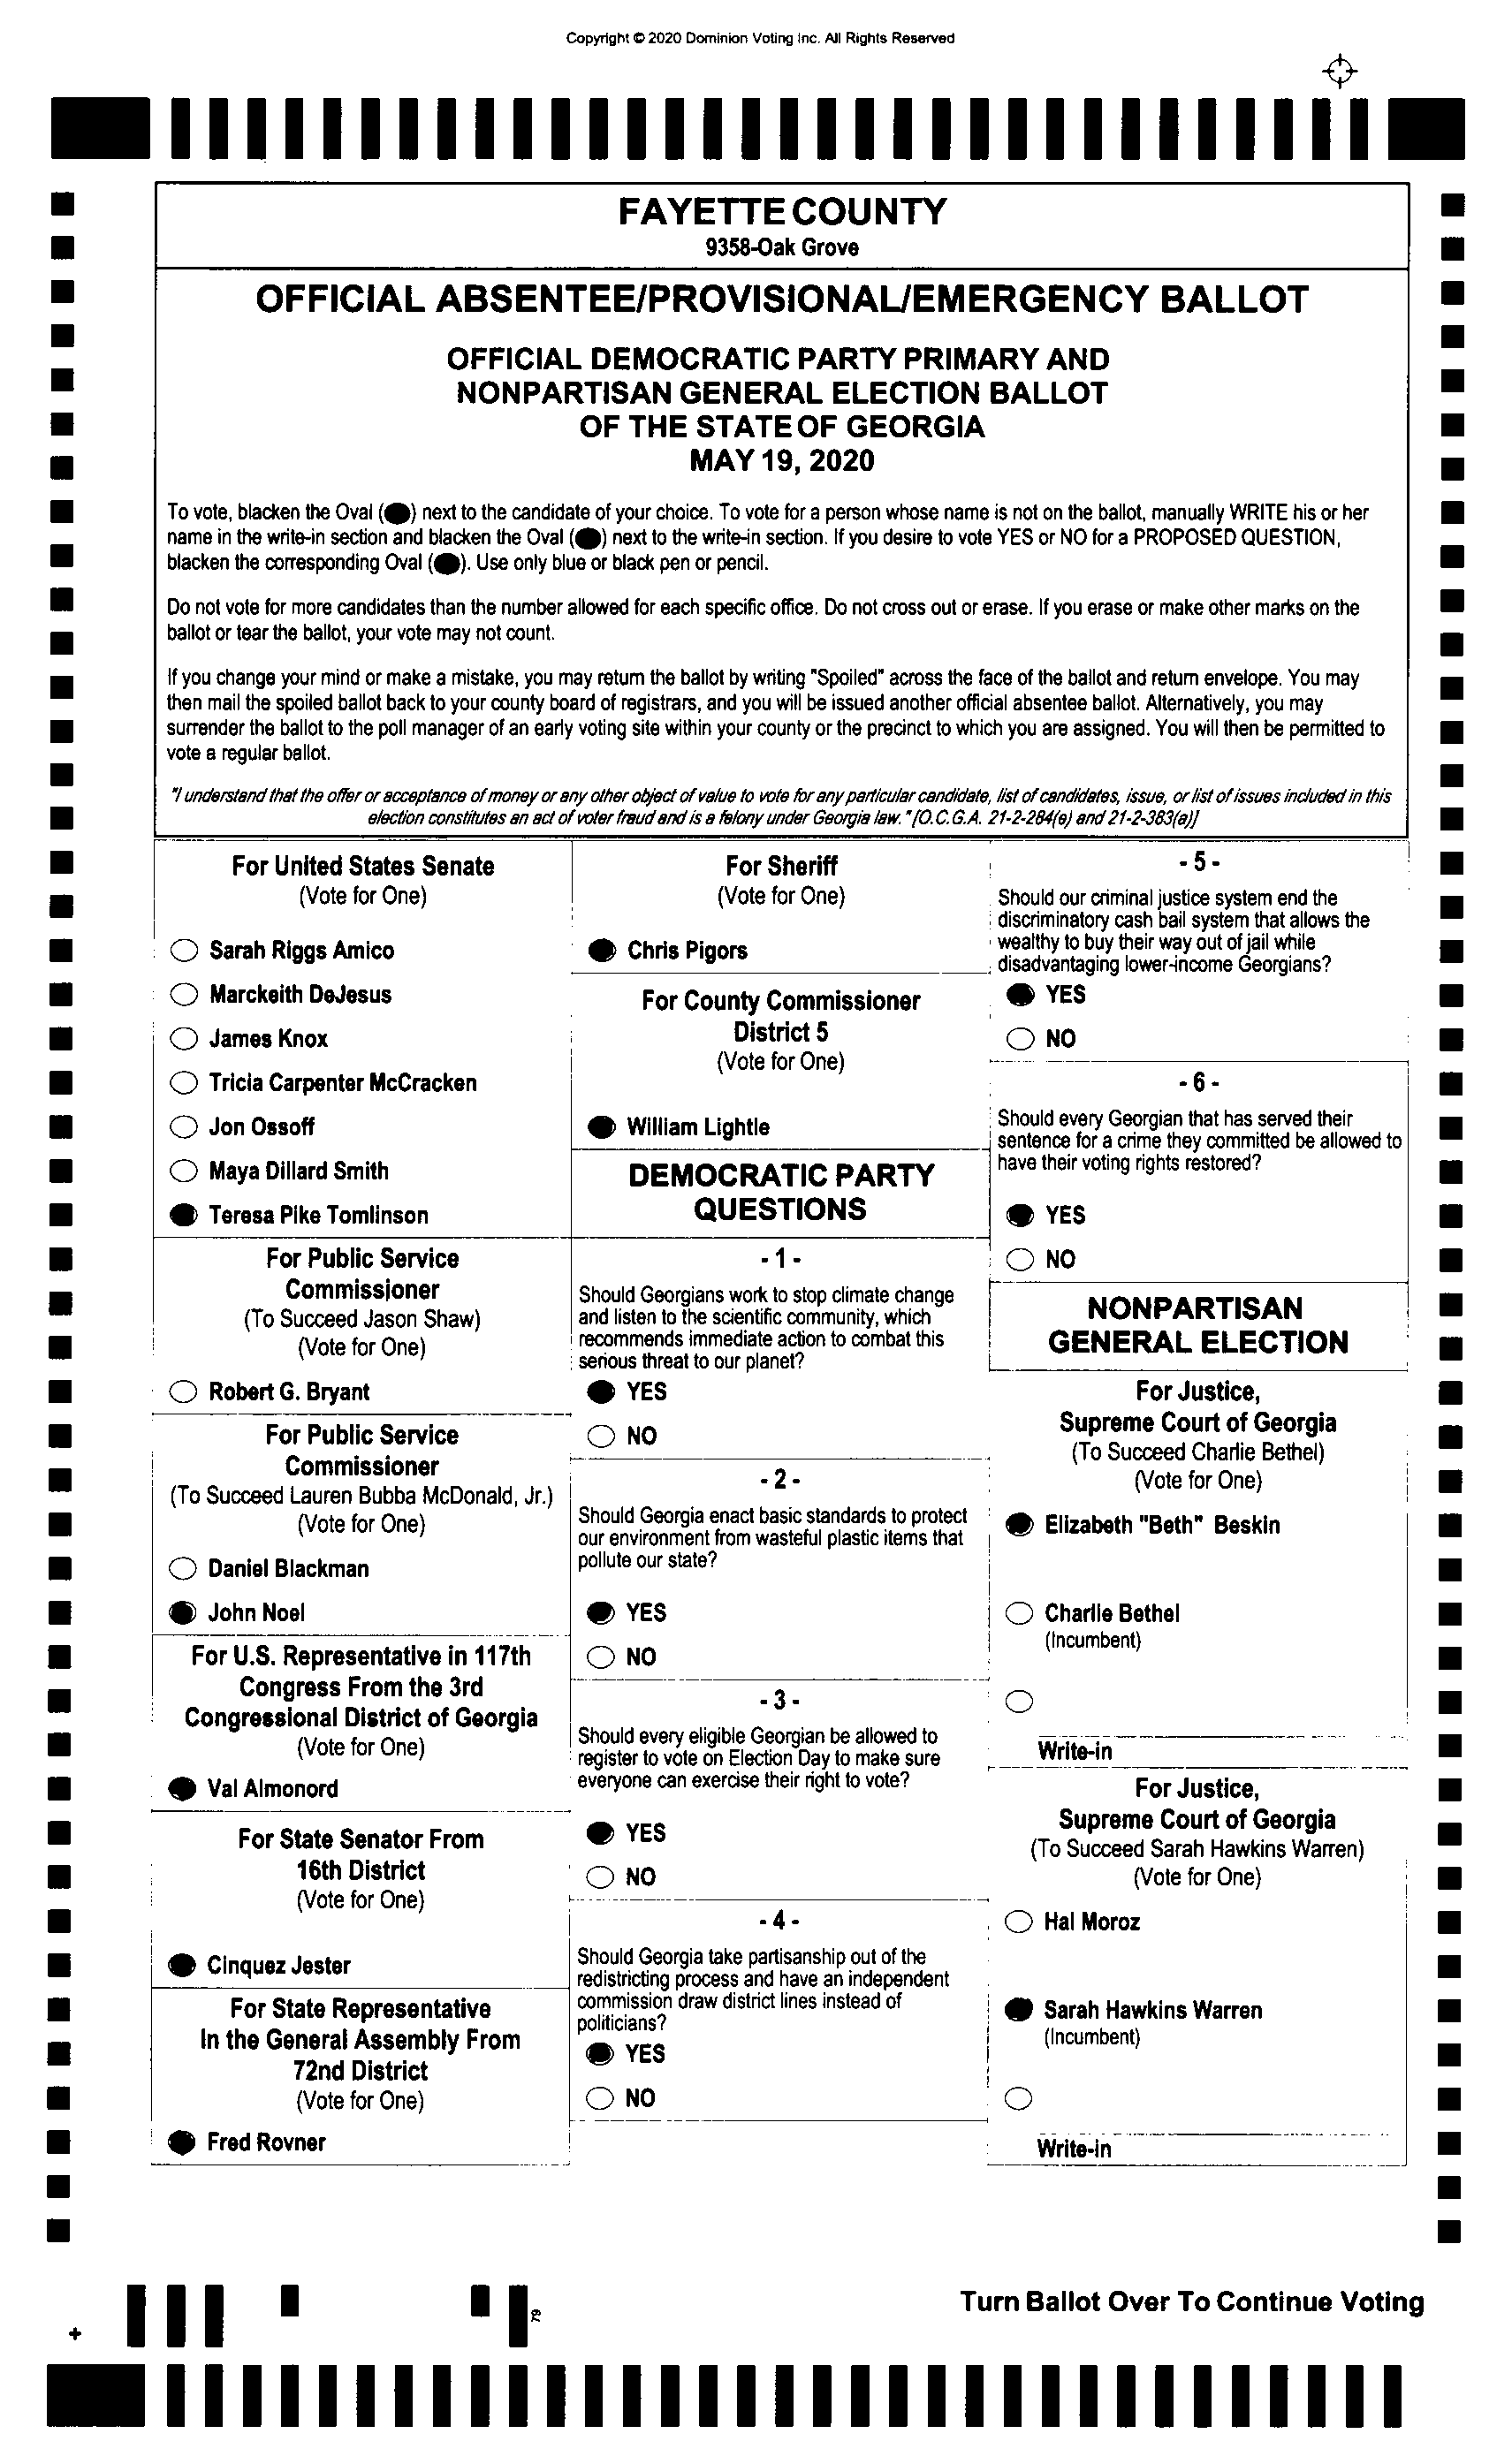 Copyright © 2020 Dominion Voting Inc. All Rights Reserved
FAYETTE COUNTY
9358-Oak Grove
OFFICIAL ABSENTEE/PROVISIONAL/EMERGENCY BALLOT
OFFICIAL DEMOCRATIC PARTY PRIMARY AND
NONPARTISAN GENERAL ELECTION BALLOT
OF THE STATE OF GEORGIA
MAY 19, 2020
To vote, blacken the Oval ( ) next to the candidate of your choice. To vote for a person whose name is not on the ballot, manually WRITE his or her
name in the write-in section and blacken the Oval ( ) next to the write-in section. If you desire to vote YES or NO for a PROPOSED QUESTION,
blacken the corresponding Oval ( ). Use only blue or black pen or pencil.
Do not vote for more candidates than the number allowed for each specific office. Do not cross out or erase. If you erase or make other marks on the
ballot or tear the ballot, your vote may not count.
If you change your mind or make a mistake, you may return the ballot by writing "Spoiled" across the face of the ballot and return envelope. You may
then mail the spoiled ballot back to your county board of registrars, and you will be issued another official absentee ballot. Alternatively, you may
surrender the ballot to the poll manager of an early voting site within your county or the precinct to which you are assigned. You will then be permitted to
vote a regular ballot.
"I understand that the offer or acceptance of money or any other object of value to vote for any particular candidate, list of candidates, issue, or list of issues included in this
election constitutes an act of voter fraud and is a felony under Georgia law." [O.C.G.A. 21-2-284(e) and 21-2-383(a)]
For United States Senate
(Vote for One)
Sarah Riggs Amico
Marckeith DeJesus
James Knox
Tricia Carpenter McCracken
Jon Ossoff
Maya Dillard Smith
Teresa Pike Tomlinson
For Public Service
Commissioner
(To Succeed Jason Shaw)
(Vote for One)
Robert G. Bryant
For Public Service
Commissioner
(To Succeed Lauren Bubba McDonald, Jr.)
(Vote for One)
Daniel Blackman
John Noel
For U.S. Representative in 117th
Congress From the 3rd
Congressional District of Georgia
(Vote for One)
Val Almonord
For State Senator From
16th District
(Vote for One)
Cinquez Jester
For State Representative
In the General Assembly From
72nd District
(Vote for One)
Fred Rovner
For Sheriff
(Vote for One)
Chris Pigors
For County Commissioner
District 5
(Vote for One)
William Lightle
DEMOCRATIC PARTY
QUESTIONS
- 1 -
Should Georgians work to stop climate change
and listen to the scientific community, which
recommends immediate action to combat this
serious threat to our planet?
YES
NO
- 2 -
Should Georgia enact basic standards to protect
our environment from wasteful plastic items that
pollute our state?
YES
NO
- 3 -
Should every eligible Georgian be allowed to
register to vote on Election Day to make sure
everyone can exercise their right to vote?
YES
NO
- 4 -
Should Georgia take partisanship out of the
redistricting process and have an independent
commission draw district lines instead of
politicians?
YES
NO
- 5 -
Should our criminal justice system end the
discriminatory cash bail system that allows the
wealthy to buy their way out of jail while
disadvantaging lower-income Georgians?
YES
NO
- 6 -
Should every Georgian that has served their
sentence for a crime they committed be allowed to
have their voting rights restored?
YES
NO
NONPARTISAN
GENERAL ELECTION
For Justice,
Supreme Court of Georgia
(To Succeed Charlie Bethel)
(Vote for One)
Elizabeth "Beth" Beskin
Charlie Bethel
(Incumbent)
Write-in
For Justice,
Supreme Court of Georgia
(To Succeed Sarah Hawkins Warren)
(Vote for One)
Hal Moroz
Sarah Hawkins Warren
(Incumbent)
Write-in
79
Turn Ballot Over To Continue Voting